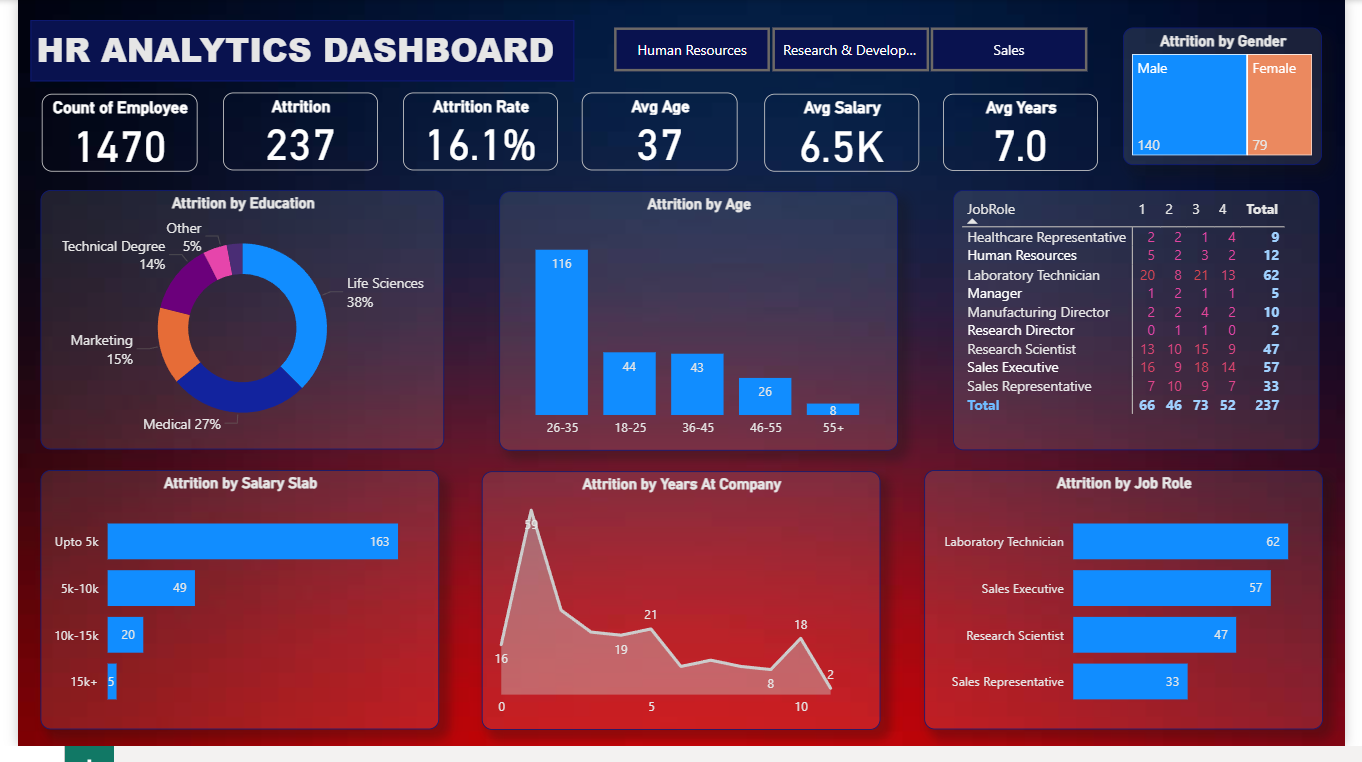 HR ANALYTICS DASHBOARD
Human Resources
Research & Develop...
Sales
Count of Employee
1470
Attrition
237
Attrition Rate
16.1%
Avg Age
37
Avg Salary
6.5K
Avg Years
7.0
Attrition by Gender
Male
Female
140
79
Attrition by Education
Other
5%
Technical Degree
14%
Life Sciences
38%
Marketing
15%
Medical 27%
Attrition by Age
116
44
43
26
8
26-35 18-25 36-45 46-55 55+
JobRole 1 2 3 4 Total
Healthcare Representative 2 2 1 4 9
Human Resources 5 2 3 2 12
Laboratory Technician 20 8 21 13 62
Manager 1 2 1 1 5
Manufacturing Director 2 2 4 2 10
Research Director 0 1 1 0 2
Research Scientist 13 10 15 9 47
Sales Executive 16 9 18 14 57
Sales Representative 7 10 9 7 33
Total 66 46 73 52 237
Attrition by Salary Slab
Upto 5k 163
5k-10k 49
10k-15k 20
15k+ 5
Attrition by Years At Company
59
16
19
21
8
18
2
0 5 10
Attrition by Job Role
Laboratory Technician 62
Sales Executive 57
Research Scientist 47
Sales Representative 33